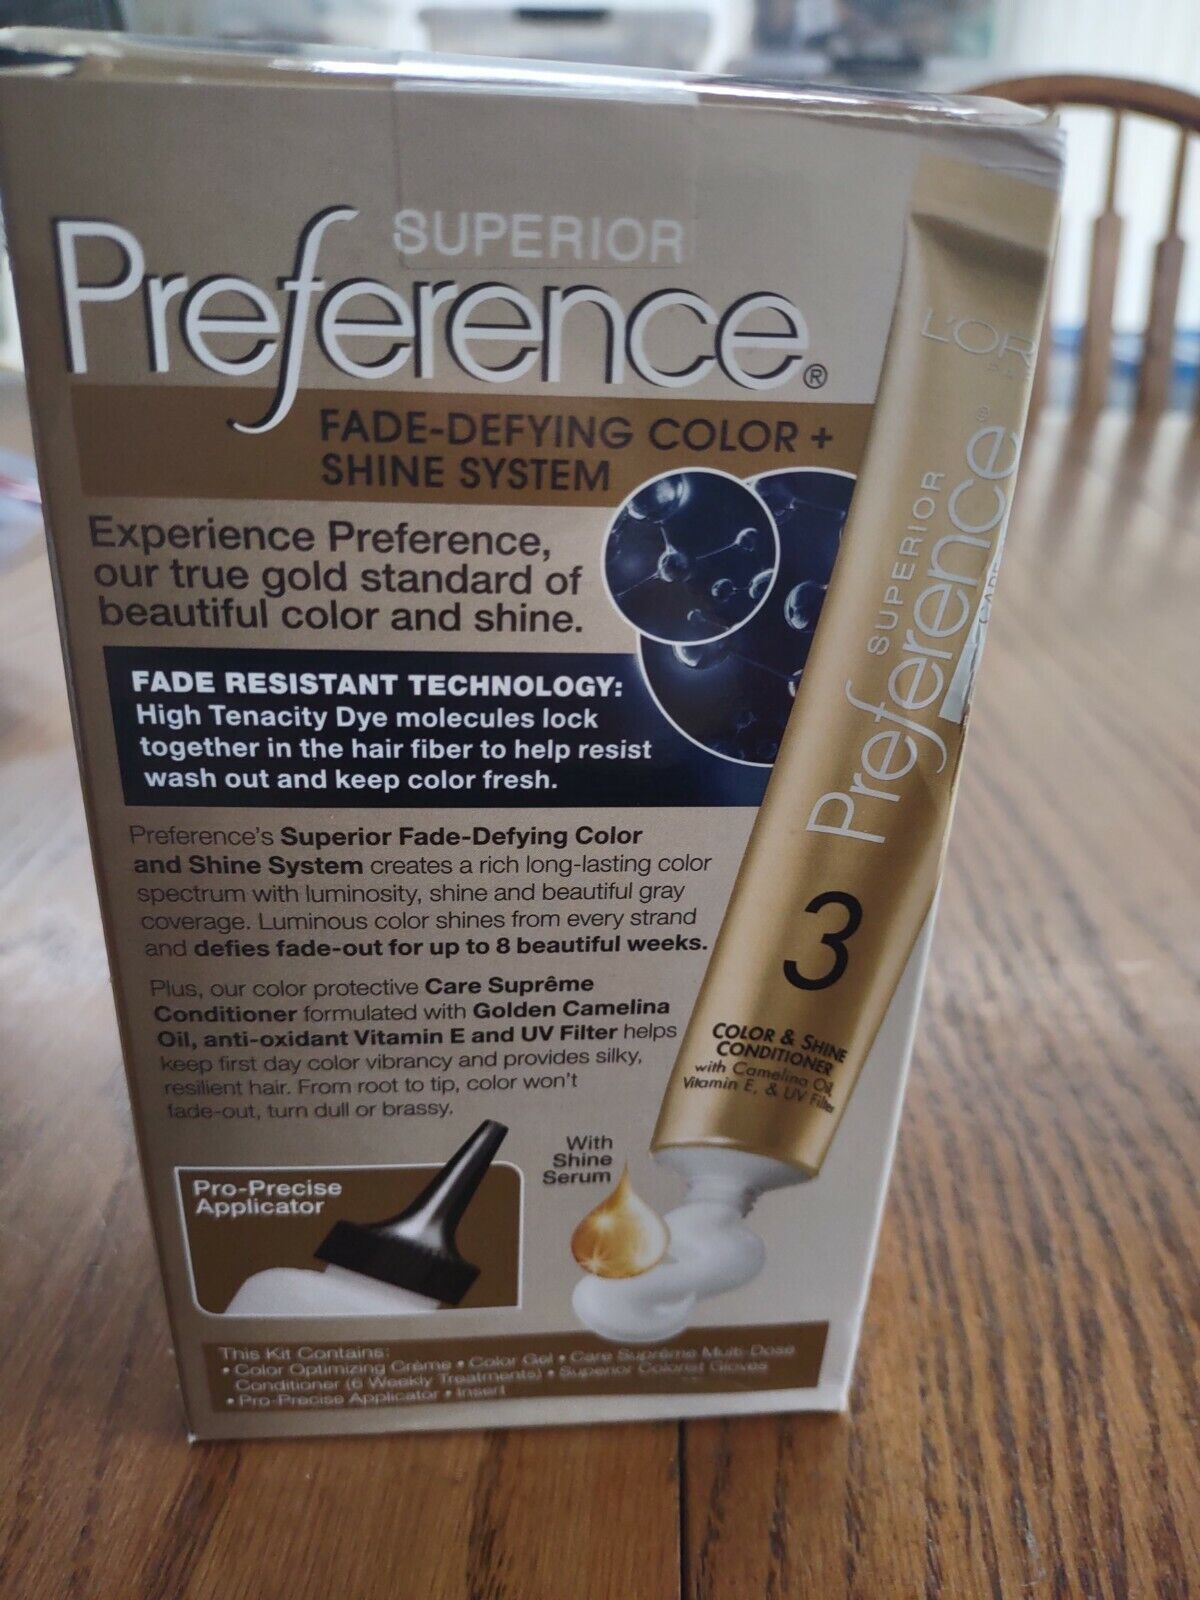 SUPERIOR
Preference®
FADE-DEFYING COLOR +
SHINE SYSTEM
Experience Preference,
our true gold standard of
beautiful color and shine.
FADE RESISTANT TECHNOLOGY:
High Tenacity Dye molecules lock
together in the hair fiber to help resist
wash out and keep color fresh.
Preference's Superior Fade-Defying Color
and Shine System creates a rich long-lasting color
spectrum with luminosity, shine and beautiful gray
coverage. Luminous color shines from every strand
and defies fade-out for up to 8 beautiful weeks.
Plus, our color protective Care Suprême
Conditioner formulated with Golden Camelina
Oil, anti-oxidant Vitamin E and UV Filter helps
keep first day color vibrancy and provides silky,
resilient hair. From root to tip, color won't
fade-out, turn dull or brassy.
Pro-Precise
Applicator
With
Shine
Serum
This Kit Contains:
• Color Optimizing Crème • Color Gel • Care Suprême Multi-Dose
Conditioner (6 Weekly Treatments) • Superior Colorist Gloves
• Pro-Precise Applicator • Insert
L'OR
SUPERIOR
Preference®
CARE
3
COLOR & SHINE
CONDITIONER
with Camelina Oil,
Vitamin E, & UV Filter